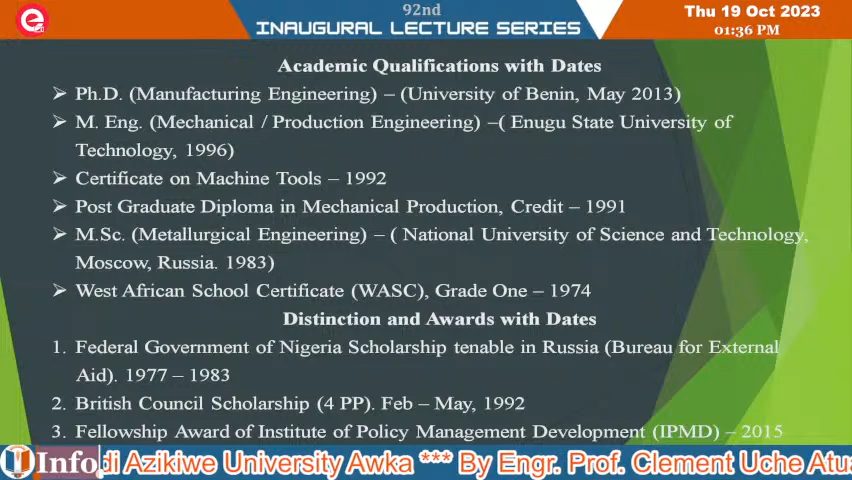 92nd
INAUGURAL LECTURE SERIES
Thu 19 Oct 2023
01:36 PM
Academic Qualifications with Dates
➢ Ph.D. (Manufacturing Engineering) – (University of Benin, May 2013)
➢ M. Eng. (Mechanical / Production Engineering) –( Enugu State University of
Technology, 1996)
➢ Certificate on Machine Tools – 1992
➢ Post Graduate Diploma in Mechanical Production, Credit – 1991
➢ M.Sc. (Metallurgical Engineering) – ( National University of Science and Technology,
Moscow, Russia. 1983)
➢ West African School Certificate (WASC), Grade One – 1974
Distinction and Awards with Dates
1. Federal Government of Nigeria Scholarship tenable in Russia (Bureau for External
Aid). 1977 – 1983
2. British Council Scholarship (4 PP). Feb – May, 1992
3. Fellowship Award of Institute of Policy Management Development (IPMD) – 2015
Info
di Azikiwe University Awka *** By Engr. Prof. Clement Uche Atua